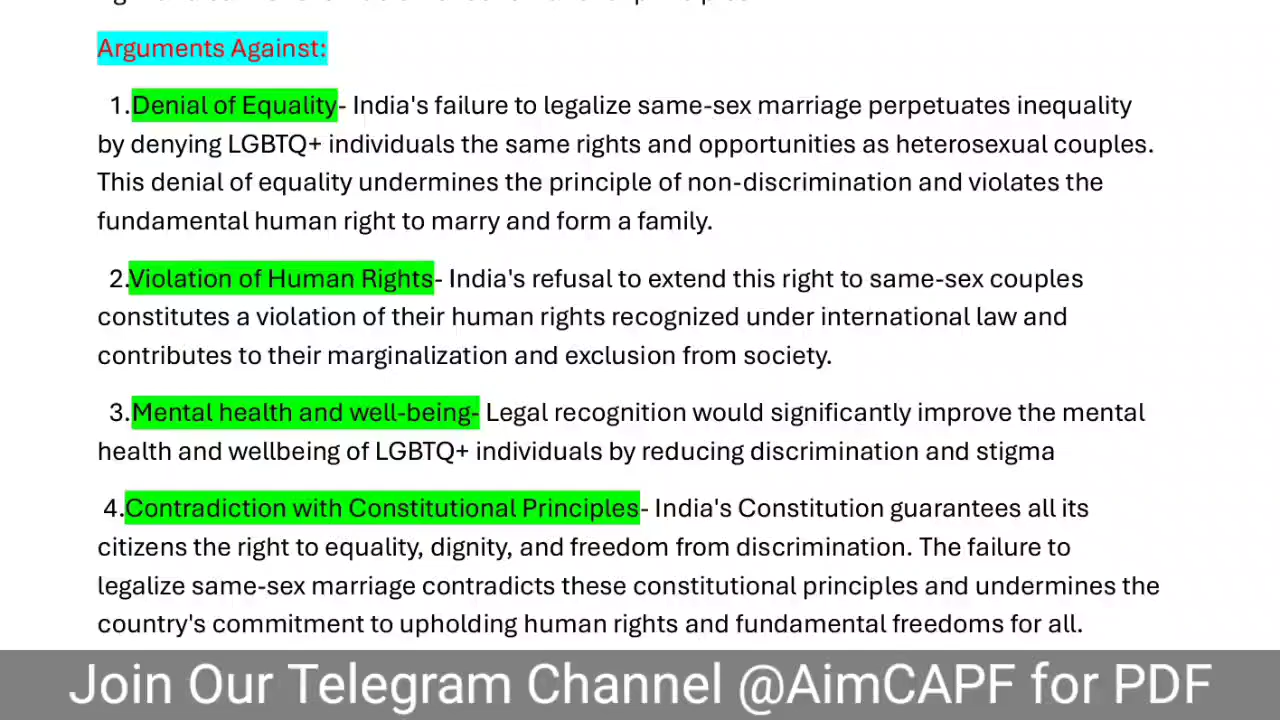 Arguments Against:
1.Denial of Equality- India's failure to legalize same-sex marriage perpetuates inequality
by denying LGBTQ+ individuals the same rights and opportunities as heterosexual couples.
This denial of equality undermines the principle of non-discrimination and violates the
fundamental human right to marry and form a family.
2.Violation of Human Rights- India's refusal to extend this right to same-sex couples
constitutes a violation of their human rights recognized under international law and
contributes to their marginalization and exclusion from society.
3.Mental health and well-being- Legal recognition would significantly improve the mental
health and wellbeing of LGBTQ+ individuals by reducing discrimination and stigma
4.Contradiction with Constitutional Principles- India's Constitution guarantees all its
citizens the right to equality, dignity, and freedom from discrimination. The failure to
legalize same-sex marriage contradicts these constitutional principles and undermines the
country's commitment to upholding human rights and fundamental freedoms for all.
Join Our Telegram Channel @AimCAPF for PDF